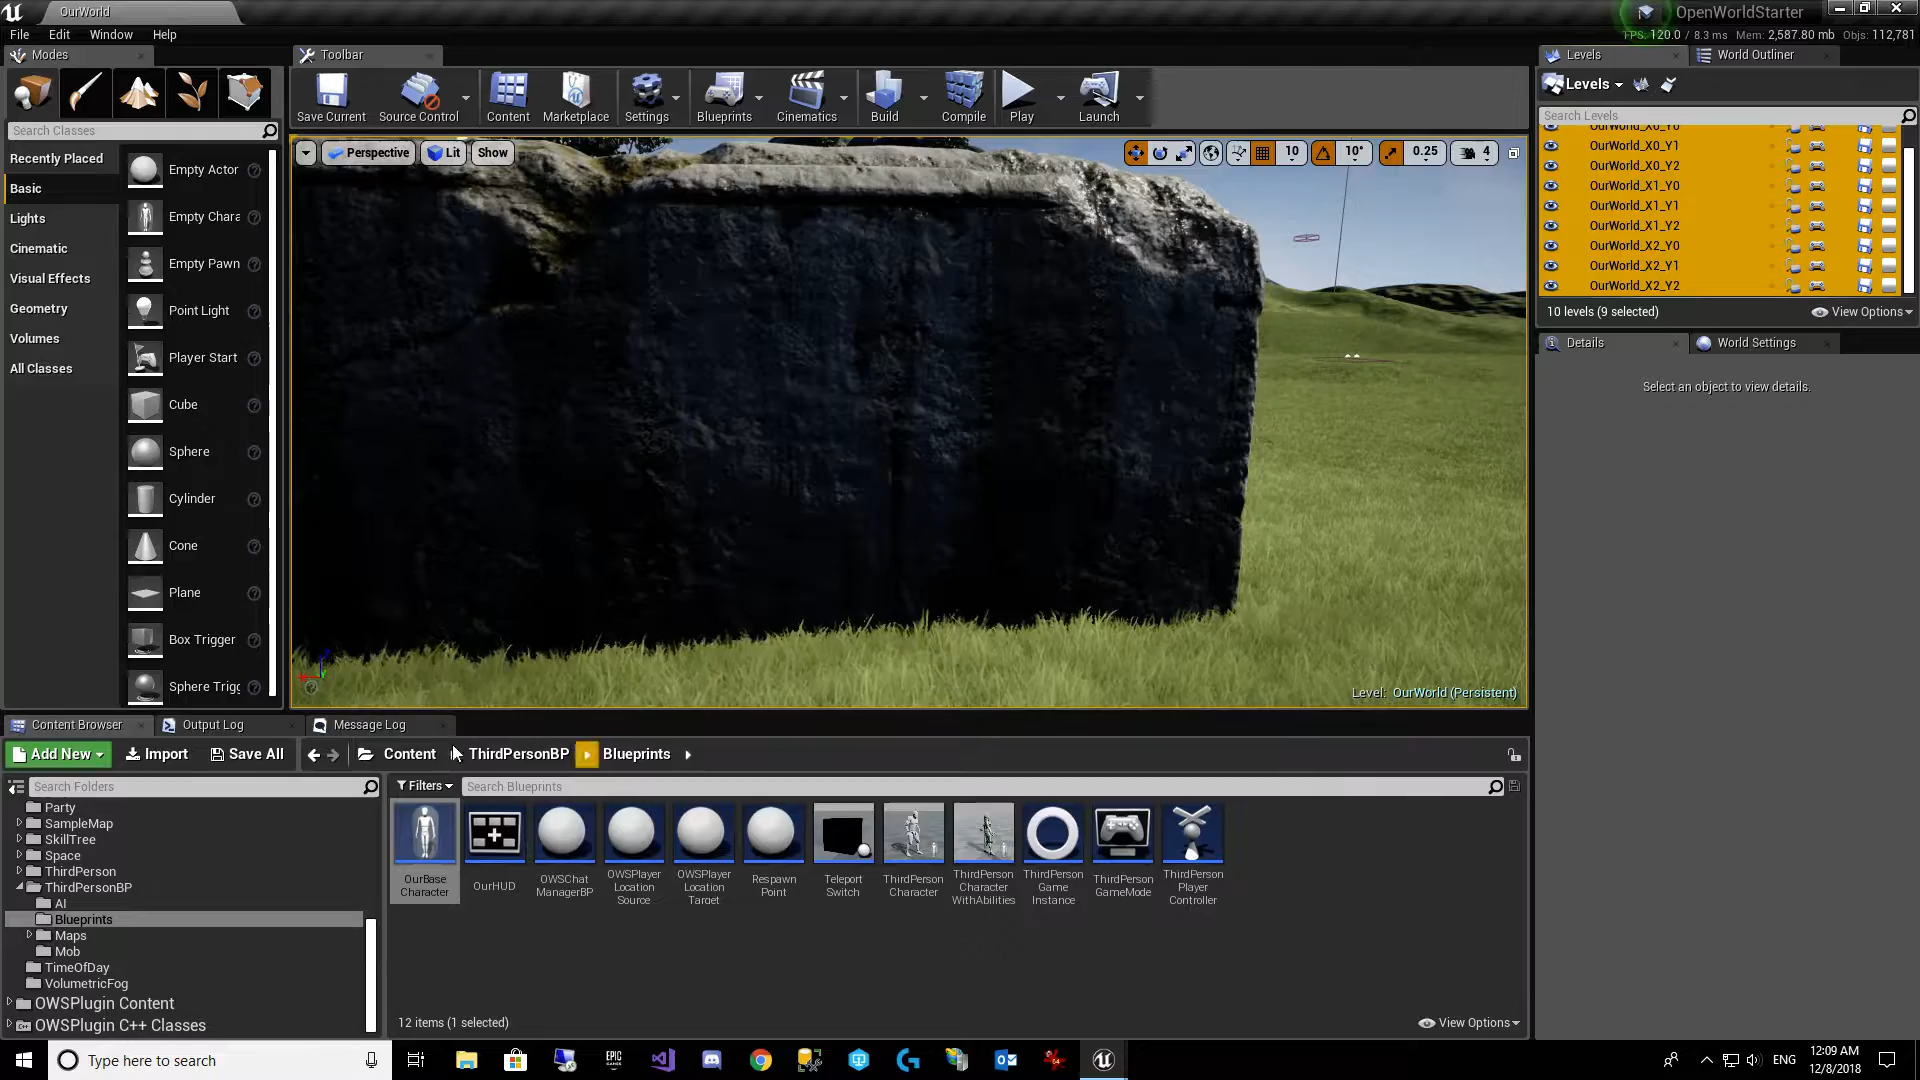 OurWorld
OpenWorldStarter
File Edit Window Help
FPS: 120.0 / 8.3 ms Mem: 2,587.80 mb Objs: 112,781
Modes
Toolbar
Levels
World Outliner
Save Current
Source Control
Content
Marketplace
Settings
Blueprints
Cinematics
Build
Compile
Play
Launch
Levels
Search Classes
Search Levels
Recently Placed
Basic
Lights
Cinematic
Visual Effects
Geometry
Volumes
All Classes
Empty Actor
Empty Chara
Empty Pawn
Point Light
Player Start
Cube
Sphere
Cylinder
Cone
Plane
Box Trigger
Sphere Trigg
Perspective
Lit
Show
10
10°
0.25
4
OurWorld_X0_Y0
OurWorld_X0_Y1
OurWorld_X0_Y2
OurWorld_X1_Y0
OurWorld_X1_Y1
OurWorld_X1_Y2
OurWorld_X2_Y0
OurWorld_X2_Y1
OurWorld_X2_Y2
10 levels (9 selected)
View Options
Details
World Settings
Select an object to view details.
Level: OurWorld (Persistent)
Content Browser
Output Log
Message Log
Add New
Import
Save All
Content
ThirdPersonBP
Blueprints
Search Folders
Filters
Search Blueprints
Party
SampleMap
SkillTree
Space
ThirdPerson
ThirdPersonBP
AI
Blueprints
Maps
Mob
TimeOfDay
VolumetricFog
OWSPlugin Content
OWSPlugin C++ Classes
OurBase
Character
OurHUD
OWSChat
ManagerBP
OWSPlayer
Location
Source
OWSPlayer
Location
Target
Respawn
Point
Teleport
Switch
ThirdPerson
Character
ThirdPerson
Character
WithAbilities
ThirdPerson
Game
Instance
ThirdPerson
GameMode
ThirdPerson
Player
Controller
12 items (1 selected)
View Options
Type here to search
EPIC
GAMES
64
ENG
12:09 AM
12/8/2018